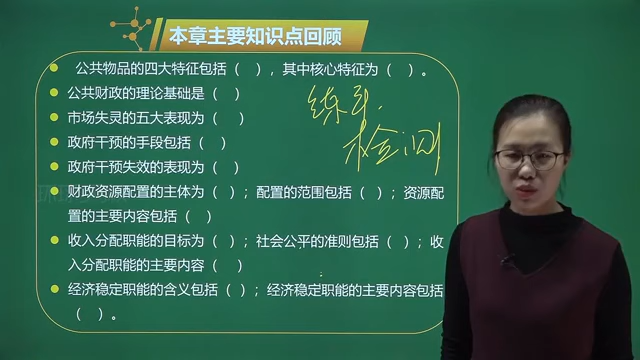 本章主要知识点回顾
公共物品的四大特征包括（ ），其中核心特征为（ ）。
公共财政的理论基础是（ ）
市场失灵的五大表现为（ ）
政府干预的手段包括（ ）
政府干预失效的表现为（ ）
财政资源配置的主体为（ ）；配置的范围包括（ ）；资源配
置的主要内容包括（ ）
收入分配职能的目标为（ ）；社会公平的准则包括（ ）；收
入分配职能的主要内容（ ）
经济稳定职能的含义包括（ ）；经济稳定职能的主要内容包括
（ ）。
检测